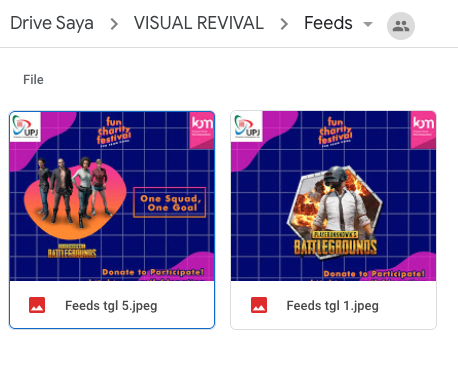 Drive Saya > VISUAL REVIVAL > Feeds
File
UPJ
fun
charity
festival
kom
One Squad,
One Goal
BATTLEGROUNDS
Donate to Participate!
Feeds tgl 5.jpeg
UPJ
fun
charity
festival
kom
PLAYERUNKNOWN'S
BATTLEGROUNDS
Donate to Participate!
Feeds tgl 1.jpeg